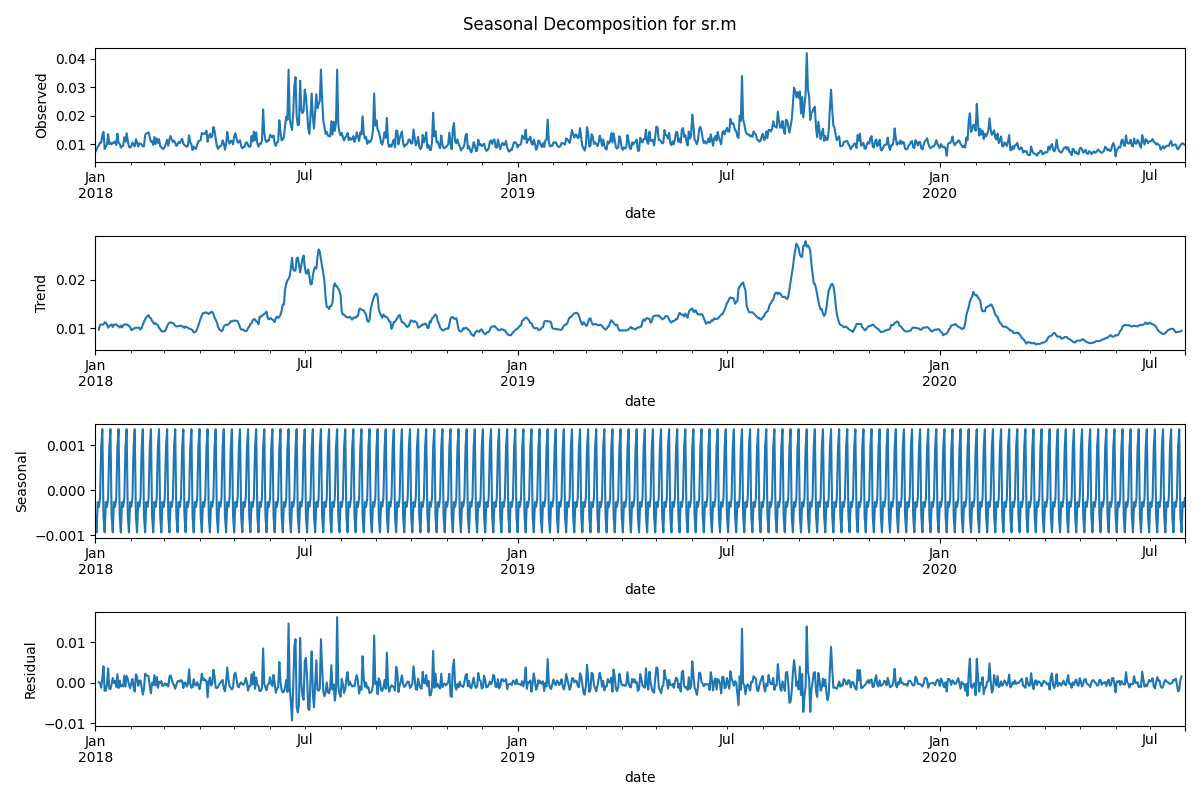 Seasonal Decomposition for sr.m
Observed
0.04
0.03
0.02
0.01
Jan
2018
Jul
Jan
2019
Jul
Jan
2020
Jul
date
Trend
0.02
0.01
Jan
2018
Jul
Jan
2019
Jul
Jan
2020
Jul
date
Seasonal
0.001
0.000
−0.001
Jan
2018
Jul
Jan
2019
Jul
Jan
2020
Jul
date
Residual
0.01
0.00
−0.01
Jan
2018
Jul
Jan
2019
Jul
Jan
2020
Jul
date